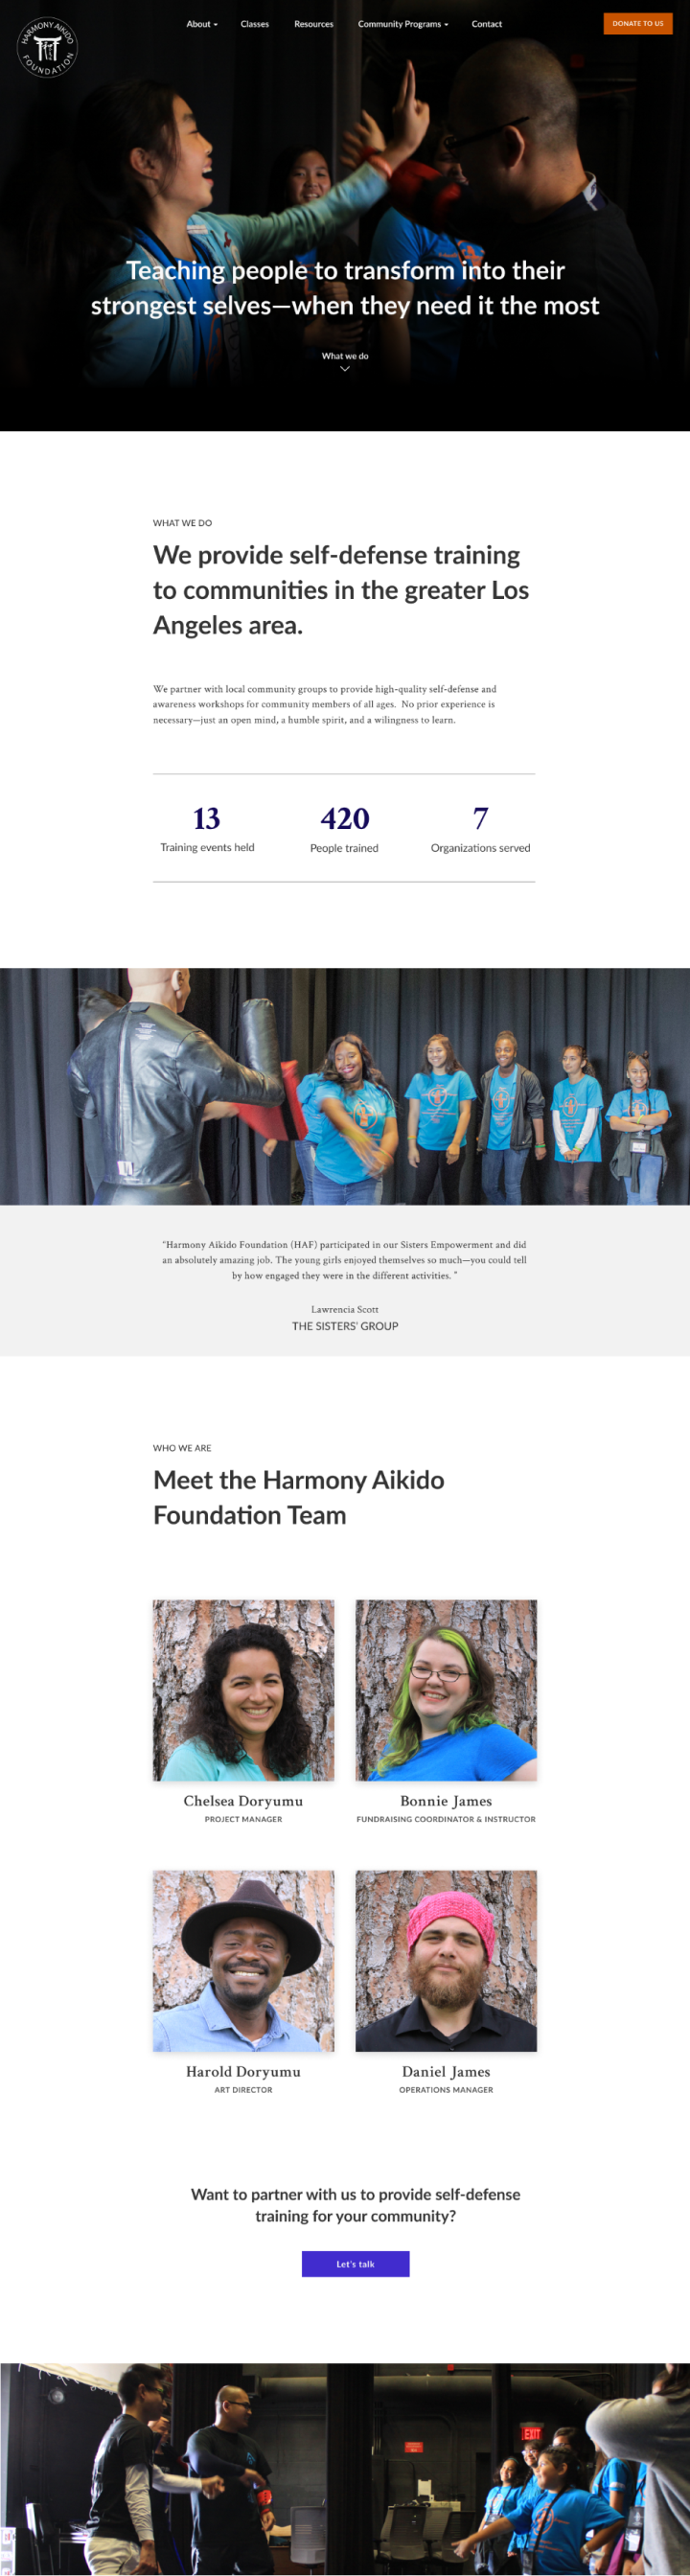 HARMONY AIKIDO
FOUNDATION
About
Classes
Resources
Community Programs
Contact
DONATE TO US
Teaching people to transform into their
strongest selves—when they need it the most
What we do
WHAT WE DO
We provide self-defense training
to communities in the greater Los
Angeles area.
We partner with local community groups to provide high-quality self-defense and
awareness workshops for community members of all ages. No prior experience is
necessary—just an open mind, a humble spirit, and a wilingness to learn.
13
420
7
Training events held
People trained
Organizations served
“Harmony Aikido Foundation (HAF) participated in our Sisters Empowerment and did
an absolutely amazing job. The young girls enjoyed themselves so much—you could tell
by how engaged they were in the different activities. ”
Lawrencia Scott
THE SISTERS’ GROUP
WHO WE ARE
Meet the Harmony Aikido
Foundation Team
Chelsea Doryumu
PROJECT MANAGER
Bonnie James
FUNDRAISING COORDINATOR & INSTRUCTOR
Harold Doryumu
ART DIRECTOR
Daniel James
OPERATIONS MANAGER
Want to partner with us to provide self-defense
training for your community?
Let’s talk
EXIT